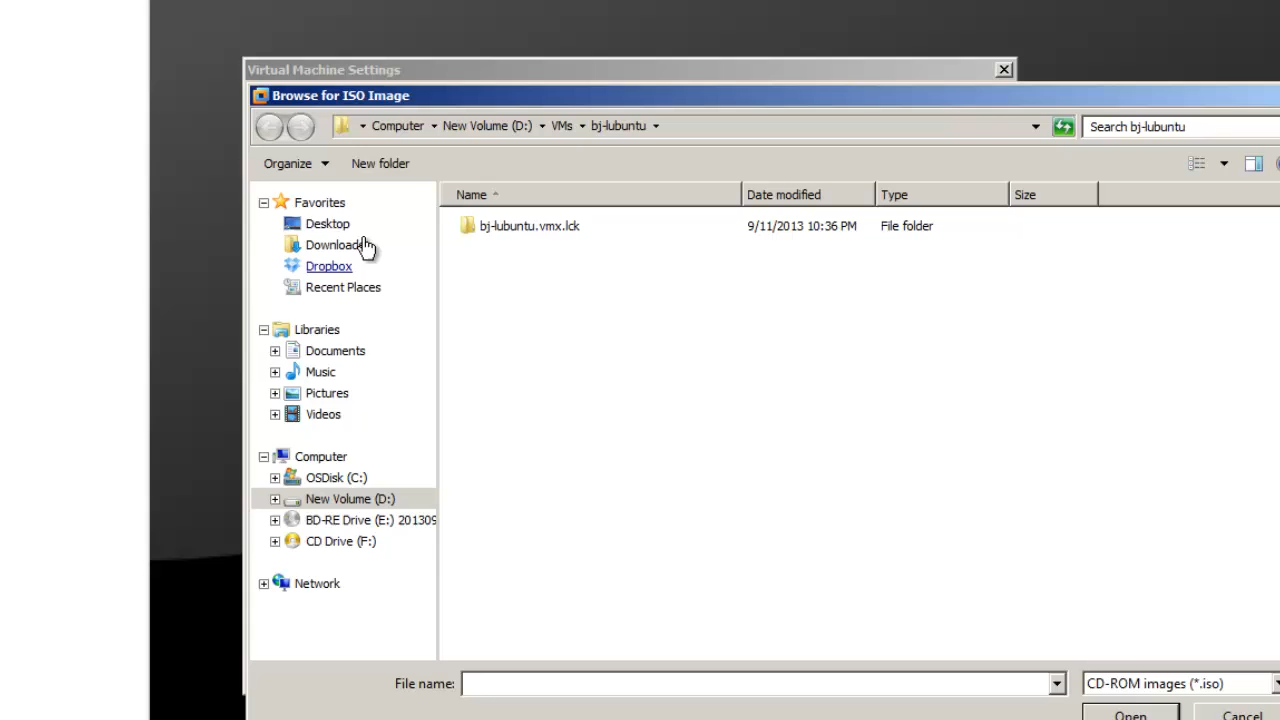 Virtual Machine Settings
Browse for ISO Image
Computer New Volume (D:) VMs bj-lubuntu Search bj-lubuntu
Organize New folder
Name Date modified Type Size
Favorites
Desktop
bj-lubuntu.vmx.lck 9/11/2013 10:36 PM File folder
Download
Dropbox
Recent Places
Libraries
Documents
Music
Pictures
Videos
Computer
OSDisk (C:)
New Volume (D:)
BD-RE Drive (E:) 201309
CD Drive (F:)
Network
File name: CD-ROM images (*.iso)
Open Cancel